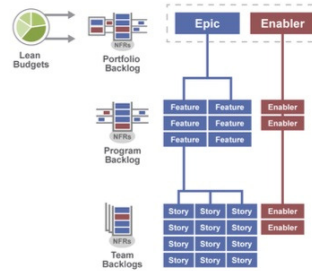 Epic Enabler
NFRs
Lean
Budgets
Portfolio
Backlog
Feature Feature Enabler
Feature Feature Enabler
Feature Feature
NFRs
Program
Backlog
Story Story Story Enabler
Story Story Story Enabler
Story Story Story
Story Story Story
NFRs
Team
Backlogs